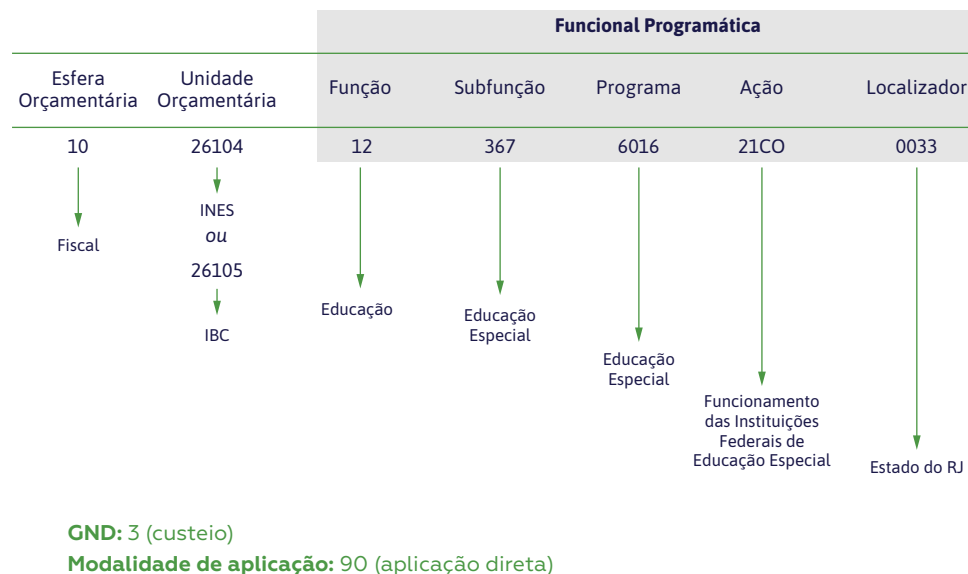 Funcional Programática
Esfera Orçamentária
Unidade Orçamentária
Função
Subfunção
Programa
Ação
Localizador
10
26104
12
367
6016
21CO
0033
INES
ou
26105
IBC
Fiscal
Educação
Educação
Especial
Educação
Especial
Funcionamento
das Instituições
Federais de
Educação Especial
Estado do RJ
GND: 3 (custeio)
Modalidade de aplicação: 90 (aplicação direta)